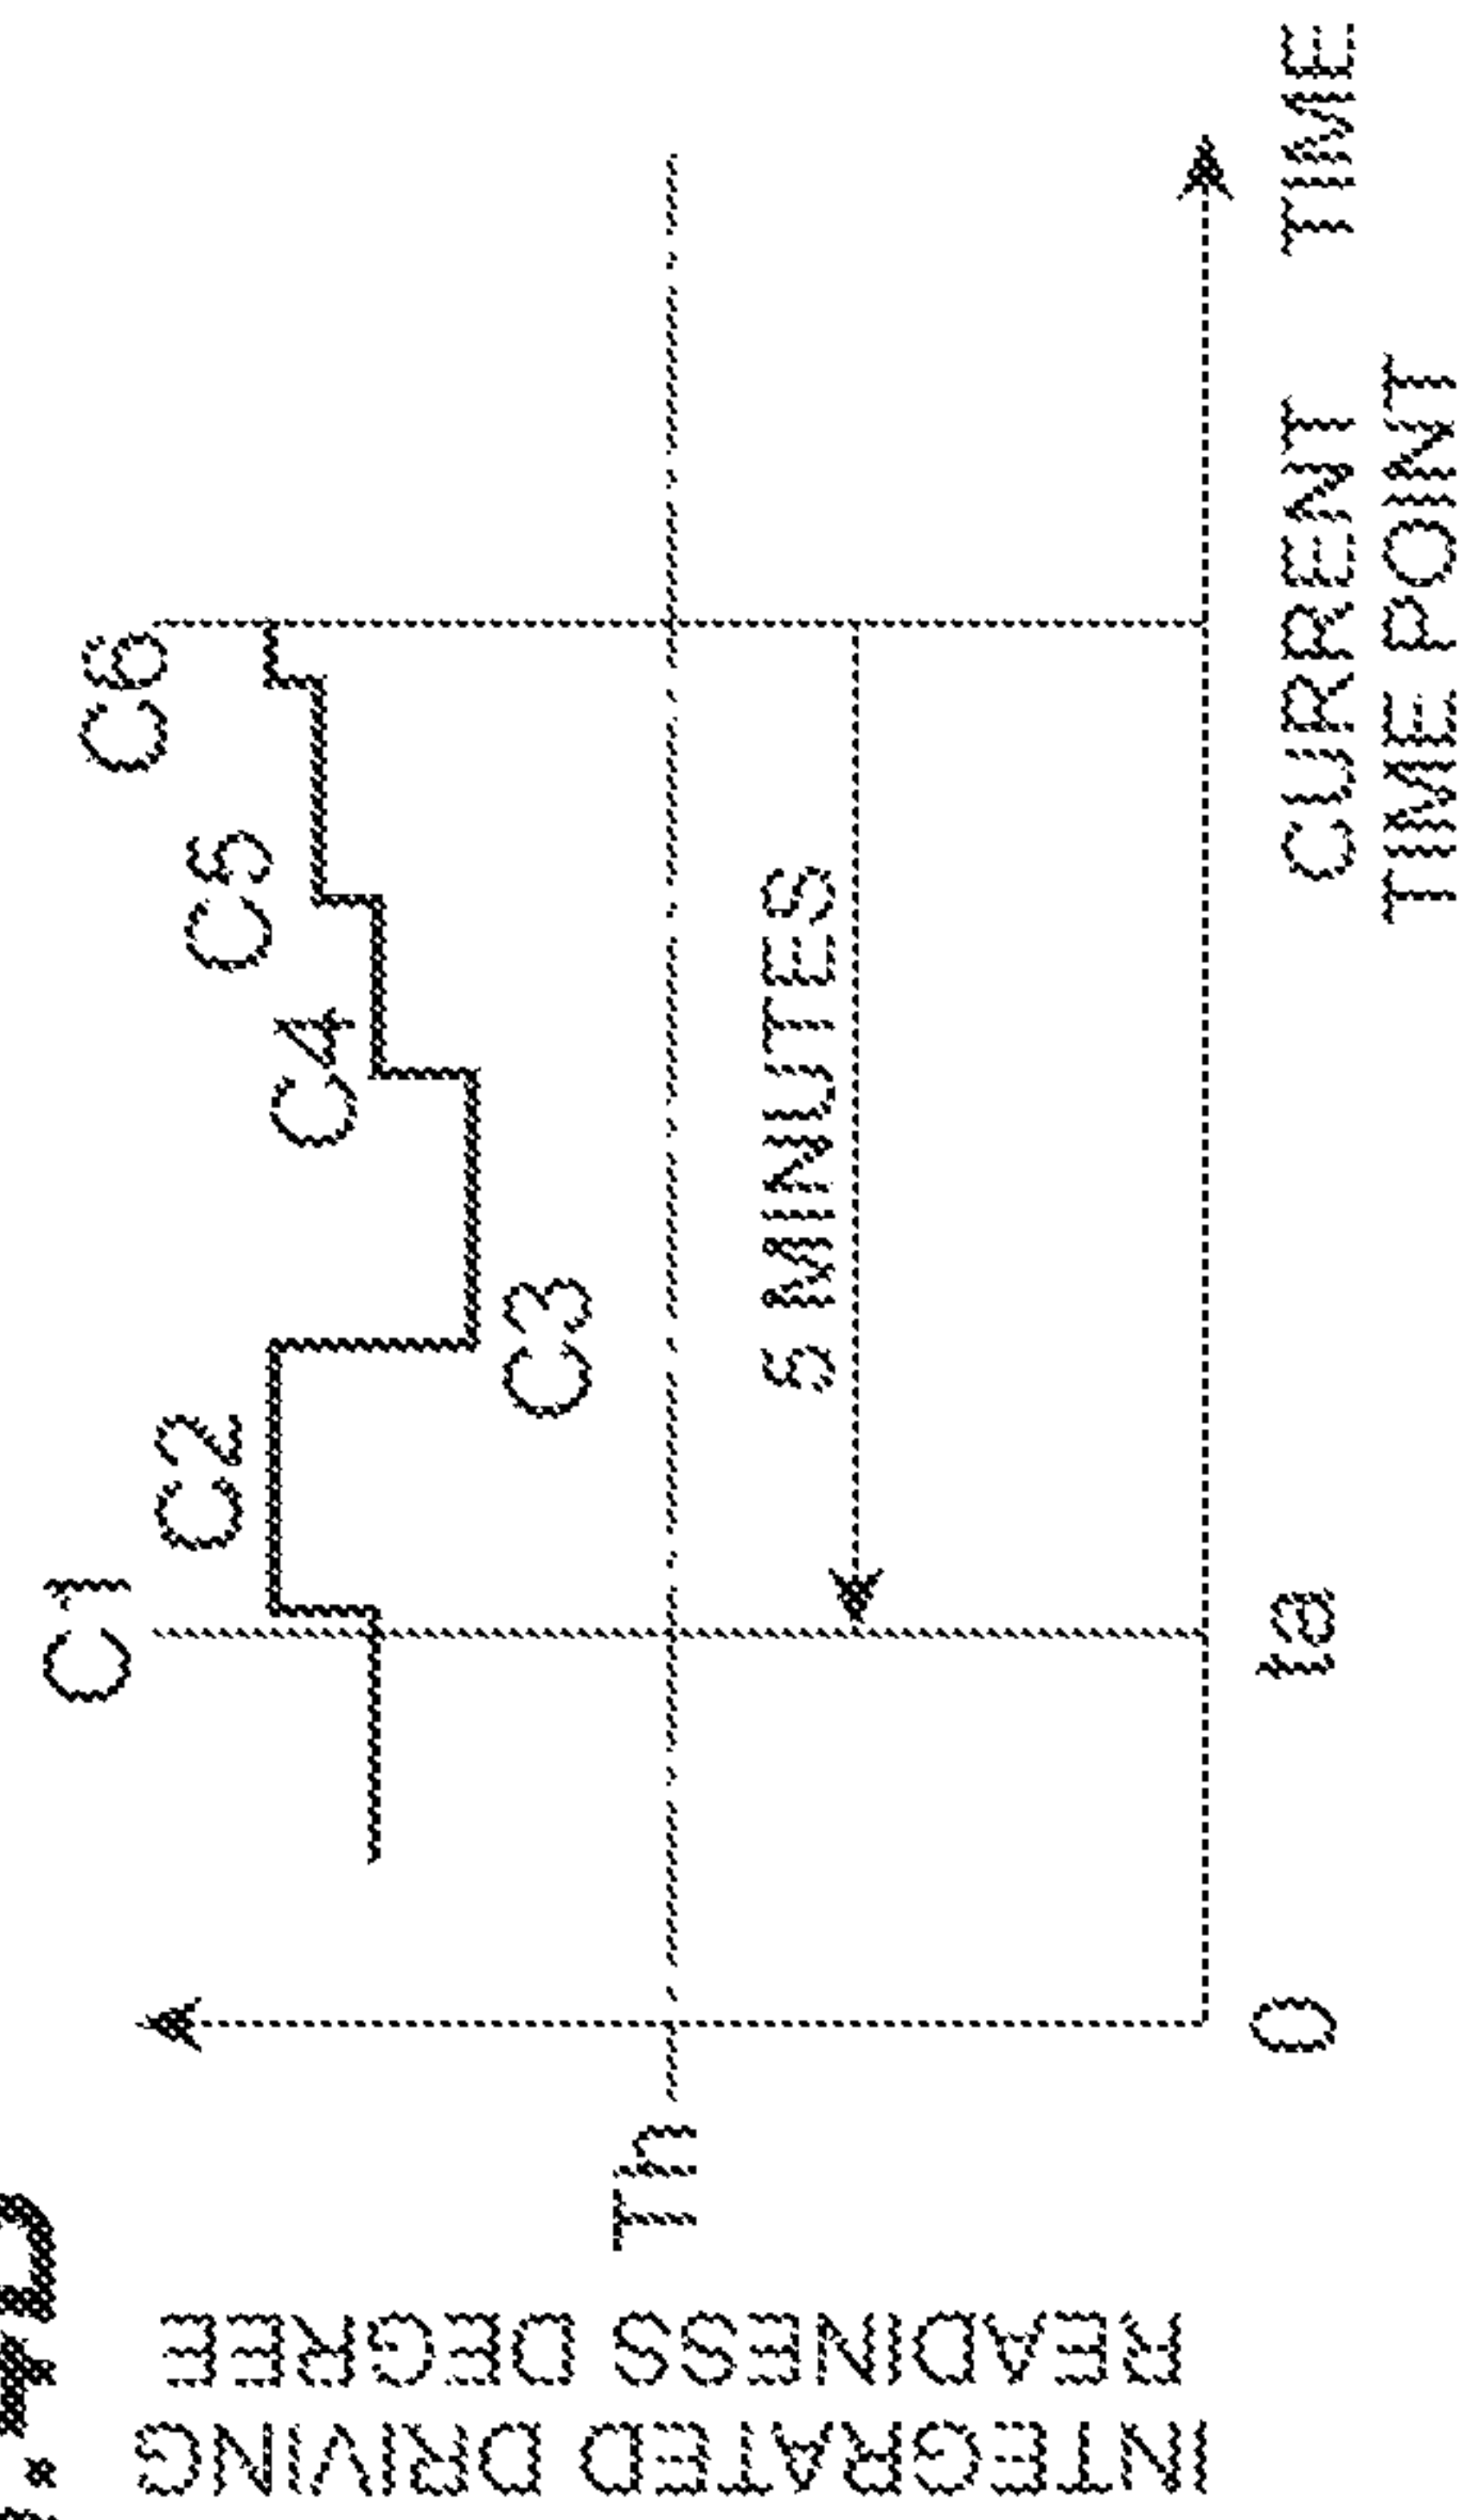 INTEGRATED DRIVING
READINESS DEGREE
Th
C1
C2
C3
C4
C5
C6
5 MINUTES
0
ta
CURRENT
TIME POINT
TIME